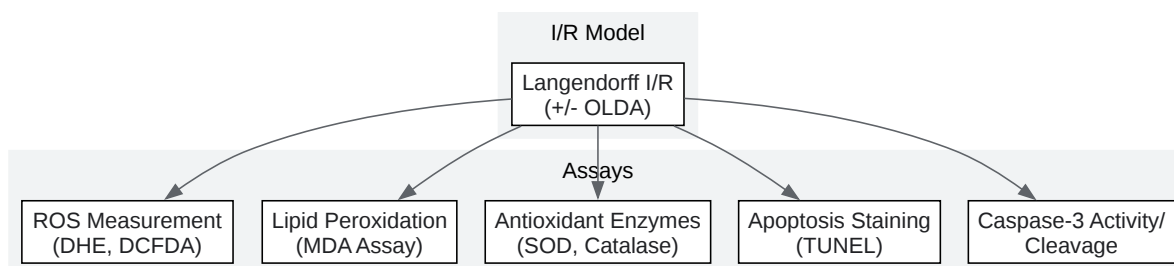 I/R Model
Langendorff I/R
(+/- OLDA)
Assays
ROS Measurement
(DHE, DCFDA)
Lipid Peroxidation
(MDA Assay)
Antioxidant Enzymes
(SOD, Catalase)
Apoptosis Staining
(TUNEL)
Caspase-3 Activity/
Cleavage